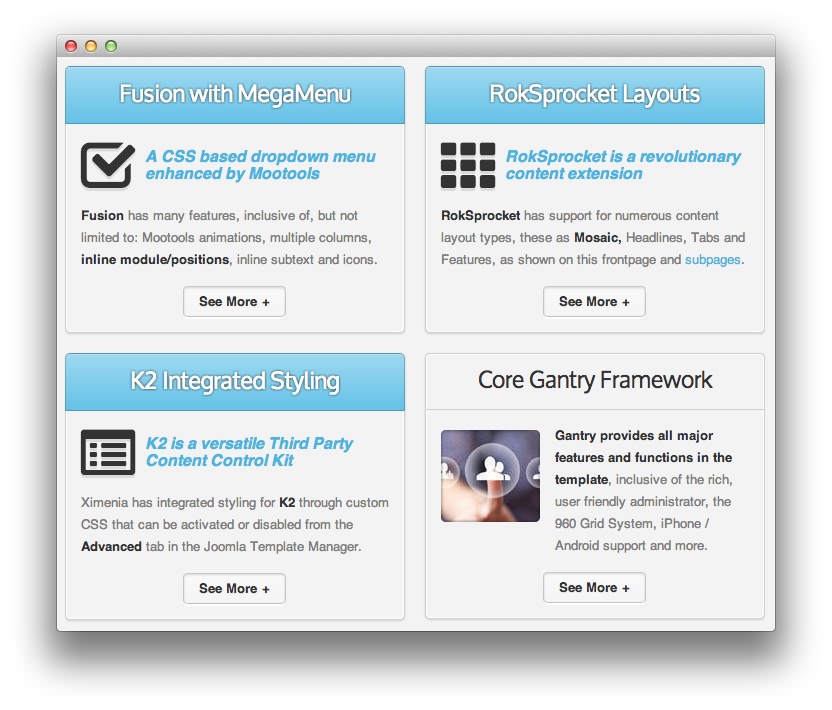 Fusion with MegaMenu
A CSS based dropdown menu
enhanced by Mootools
Fusion has many features, inclusive of, but not
limited to: Mootools animations, multiple columns,
inline module/positions, inline subtext and icons.
See More +
RokSprocket Layouts
RokSprocket is a revolutionary
content extension
RokSprocket has support for numerous content
layout types, these as Mosaic, Headlines, Tabs and
Features, as shown on this frontpage and subpages.
See More +
K2 Integrated Styling
K2 is a versatile Third Party
Content Control Kit
Ximenia has integrated styling for K2 through custom
CSS that can be activated or disabled from the
Advanced tab in the Joomla Template Manager.
See More +
Core Gantry Framework
Gantry provides all major
features and functions in the
template, inclusive of the rich,
user friendly administrator, the
960 Grid System, iPhone /
Android support and more.
See More +